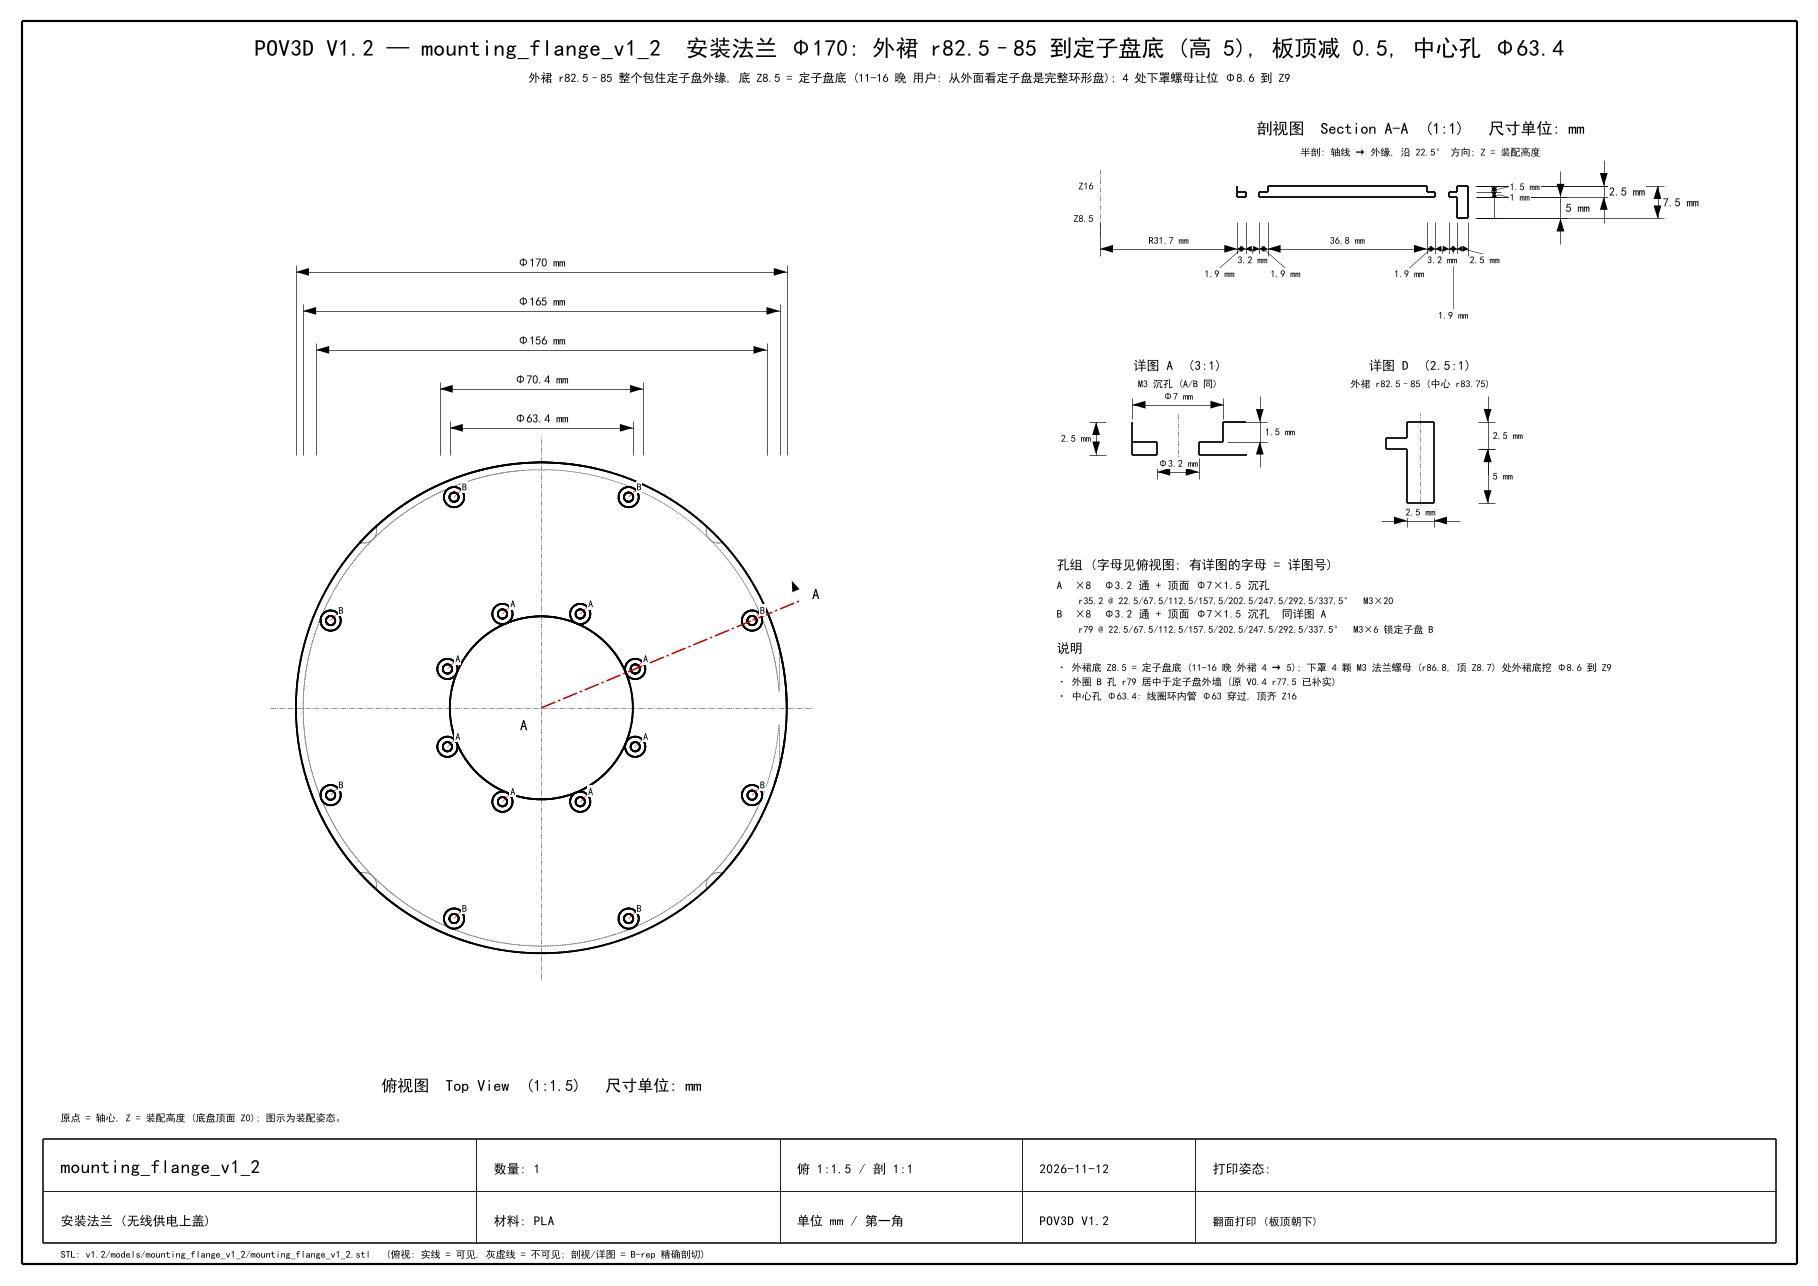 POV3D V1.2 — mounting_flange_v1_2 安装法兰 Φ170: 外裙 r82.5–85 到定子盘底 (高 5), 板顶减 0.5, 中心孔 Φ63.4
外裙 r82.5–85 整个包住定子盘外缘, 底 Z8.5 = 定子盘底 (11-16 晚 用户: 从外面看定子盘是完整环形盘); 4 处下罩螺母让位 Φ8.6 到 Z9
剖视图 Section A-A (1:1) 尺寸单位: mm
半剖: 轴线 → 外缘, 沿 22.5° 方向; Z = 装配高度
Z16
Z8.5
1.5 mm
1 mm
2.5 mm
5 mm
7.5 mm
R31.7 mm
36.8 mm
3.2 mm
3.2 mm
2.5 mm
1.9 mm
1.9 mm
1.9 mm
1.9 mm
Φ170 mm
Φ165 mm
Φ156 mm
Φ70.4 mm
Φ63.4 mm
详图 A (3:1)
M3 沉孔 (A/B 同)
Φ7 mm
2.5 mm
1.5 mm
Φ3.2 mm
详图 D (2.5:1)
外裙 r82.5–85 (中心 r83.75)
2.5 mm
5 mm
2.5 mm
B
B
B
B
A
A
A
A
A
A
A
A
A
A
B
B
B
B
孔组 (字母见俯视图; 有详图的字母 = 详图号)
A ×8 Φ3.2 通 + 顶面 Φ7×1.5 沉孔
r35.2 @ 22.5/67.5/112.5/157.5/202.5/247.5/292.5/337.5° M3×20
B ×8 Φ3.2 通 + 顶面 Φ7×1.5 沉孔 同详图 A
r79 @ 22.5/67.5/112.5/157.5/202.5/247.5/292.5/337.5° M3×6 锁定子盘 B
说明
· 外裙底 Z8.5 = 定子盘底 (11-16 晚 外裙 4 → 5); 下罩 4 颗 M3 法兰螺母 (r86.8, 顶 Z8.7) 处外裙底挖 Φ8.6 到 Z9
· 外圈 B 孔 r79 居中于定子盘外墙 (原 V0.4 r77.5 已补实)
· 中心孔 Φ63.4: 线圈环内管 Φ63 穿过, 顶齐 Z16
俯视图 Top View (1:1.5) 尺寸单位: mm
原点 = 轴心, Z = 装配高度 (底盘顶面 Z0); 图示为装配姿态。
mounting_flange_v1_2
数量: 1
俯 1:1.5 / 剖 1:1
2026-11-12
打印姿态:
安装法兰 (无线供电上盖)
材料: PLA
单位 mm / 第一角
POV3D V1.2
翻面打印 (板顶朝下)
STL: v1.2/models/mounting_flange_v1_2/mounting_flange_v1_2.stl (俯视: 实线 = 可见, 灰虚线 = 不可见; 剖视/详图 = B-rep 精确剖切)